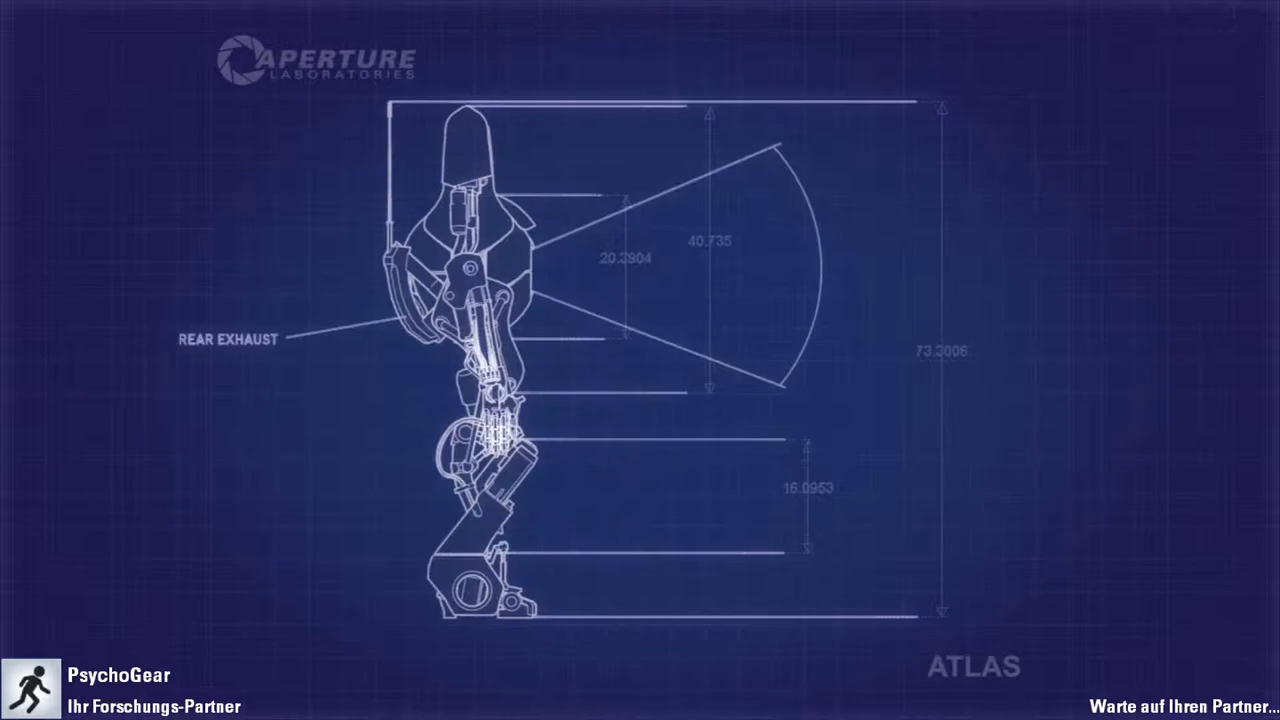 APERTURE
LABORATORIES
40.735
20.3904
REAR EXHAUST
73.3006
16.0953
ATLAS
PsychoGear
Ihr Forschungs-Partner
Warte auf Ihren Partner...